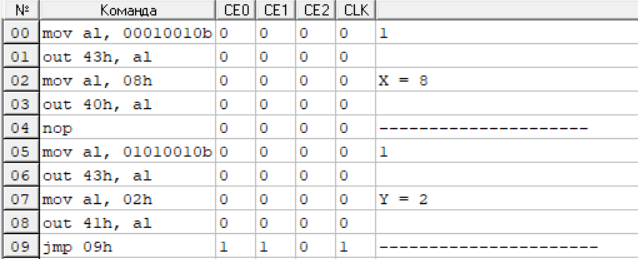 № Команда CE0 CE1 CE2 CLK
00 mov al, 00010010b 0 0 0 0 1
01 out 43h, al 0 0 0 0
02 mov al, 08h 0 0 0 0 X = 8
03 out 40h, al 0 0 0 0
04 nop 0 0 0 0 ---------------------
05 mov al, 01010010b 0 0 0 0 1
06 out 43h, al 0 0 0 0
07 mov al, 02h 0 0 0 0 Y = 2
08 out 41h, al 0 0 0 0
09 jmp 09h 1 1 0 1 ----------------------